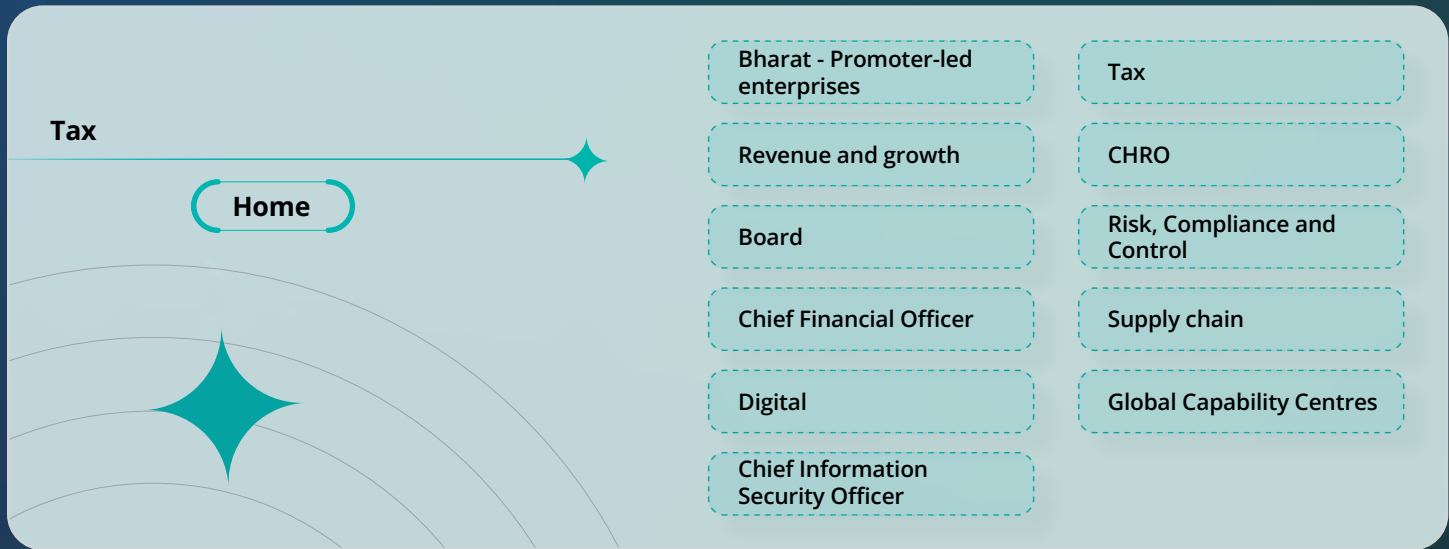 Tax
Home
Bharat - Promoter-led
enterprises
Revenue and growth
Board
Chief Financial Officer
Digital
Chief Information
Security Officer
Tax
CHRO
Risk, Compliance and
Control
Supply chain
Global Capability Centres